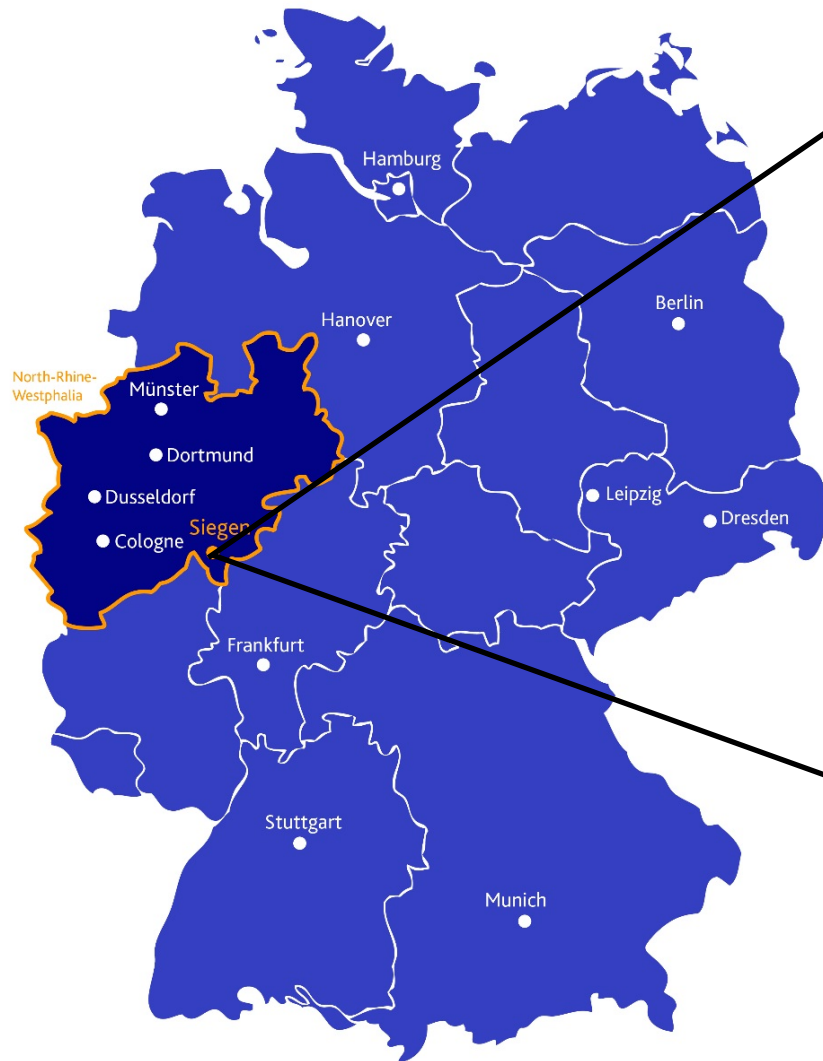 Hamburg
Berlin
Hanover
North-Rhine-
Westphalia
Münster
Dortmund
Dusseldorf
Leipzig
Dresden
Siegen
Cologne
Frankfurt
Stuttgart
Munich